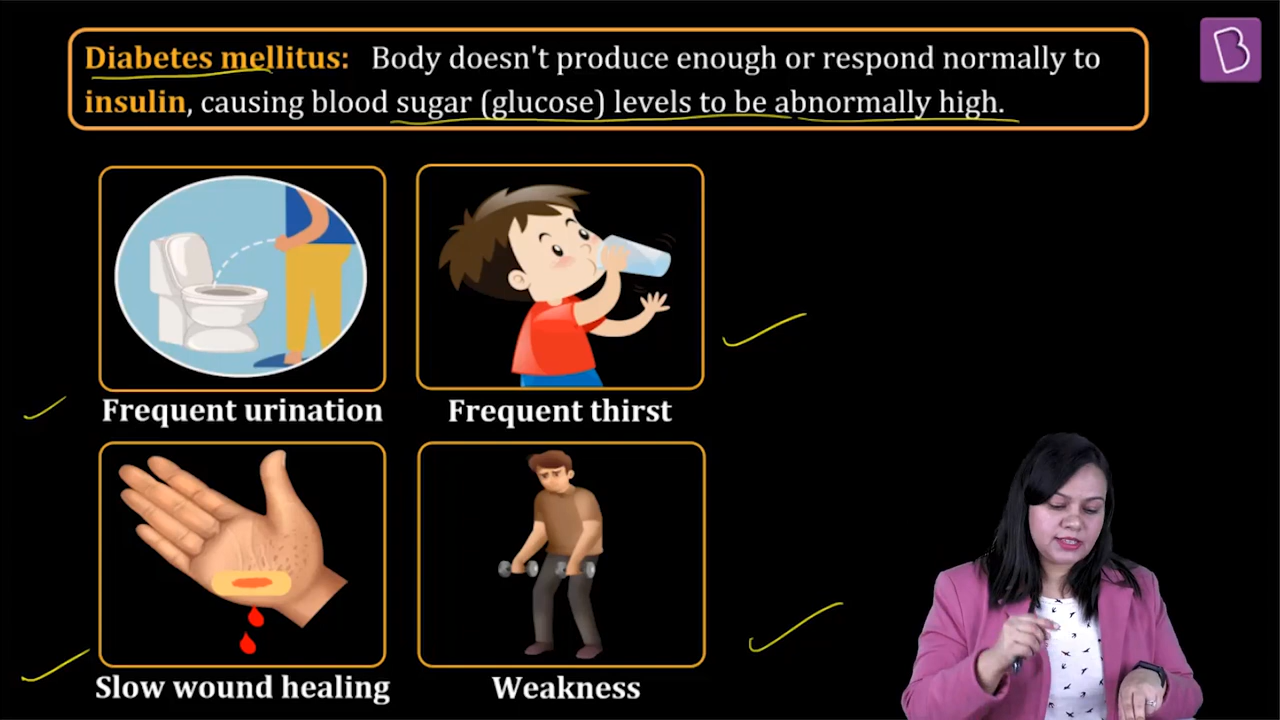 Diabetes mellitus: Body doesn't produce enough or respond normally to
insulin, causing blood sugar (glucose) levels to be abnormally high.
B
Frequent urination
Frequent thirst
Slow wound healing
Weakness